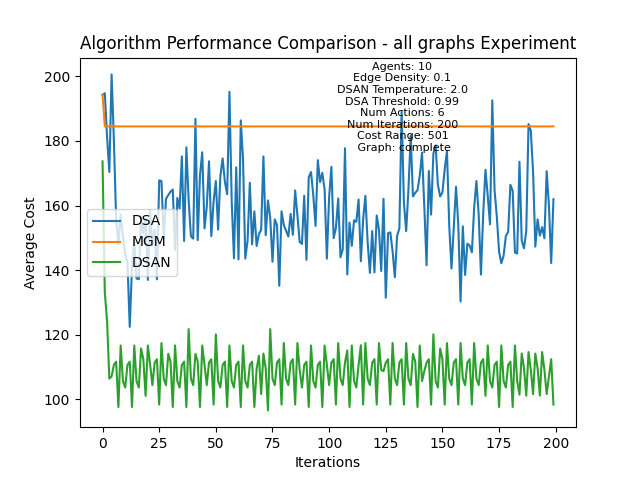 Algorithm Performance Comparison - all graphs Experiment
Agents: 10
Edge Density: 0.1
DSAN Temperature: 2.0
DSA Threshold: 0.99
Num Actions: 6
Num Iterations: 200
Cost Range: 501
Graph: complete
200
180
160
140
120
100
Average Cost
DSA
MGM
DSAN
0
25
50
75
100
125
150
175
200
Iterations